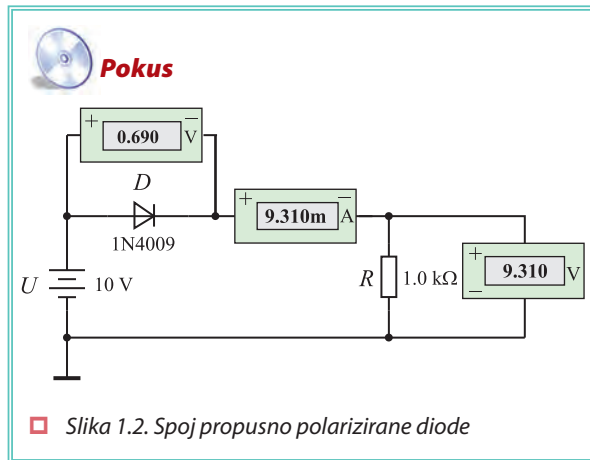 Pokus
+ 0.690 − V
D
1N4009
+ 9.310m − A
U 10 V
R 1.0 kΩ
+ 9.310 − V
Slika 1.2. Spoj propusno polarizirane diode